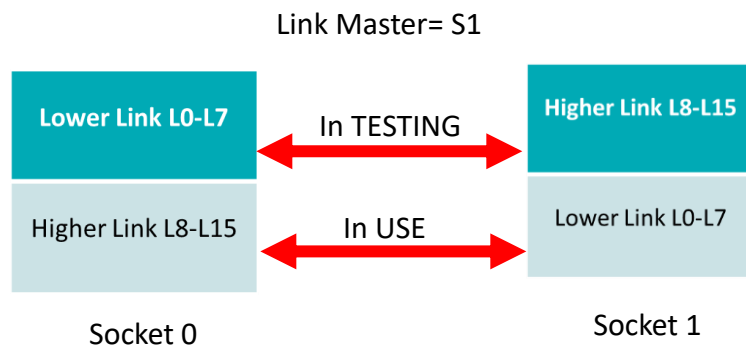 Link Master= S1
Lower Link L0-L7
In TESTING
Higher Link L8-L15
Higher Link L8-L15
In USE
Lower Link L0-L7
Socket 0
Socket 1